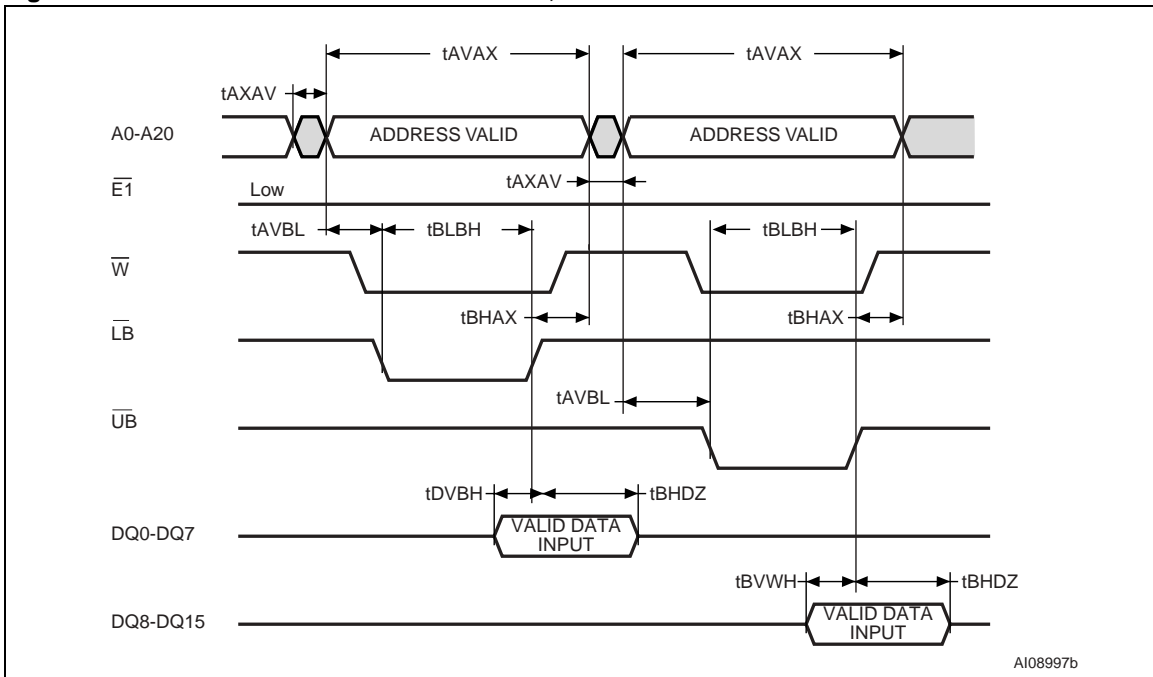 tAVAX
tAVAX
tAXAV
A0-A20
ADDRESS VALID
ADDRESS VALID
tAXAV
E1
Low
tAVBL
tBLBH
tBLBH
W
tBHAX
tBHAX
LB
tAVBL
UB
tDVBH
tBHDZ
DQ0-DQ7
VALID DATA
INPUT
tBVWH
tBHDZ
DQ8-DQ15
VALID DATA
INPUT
AI08997b